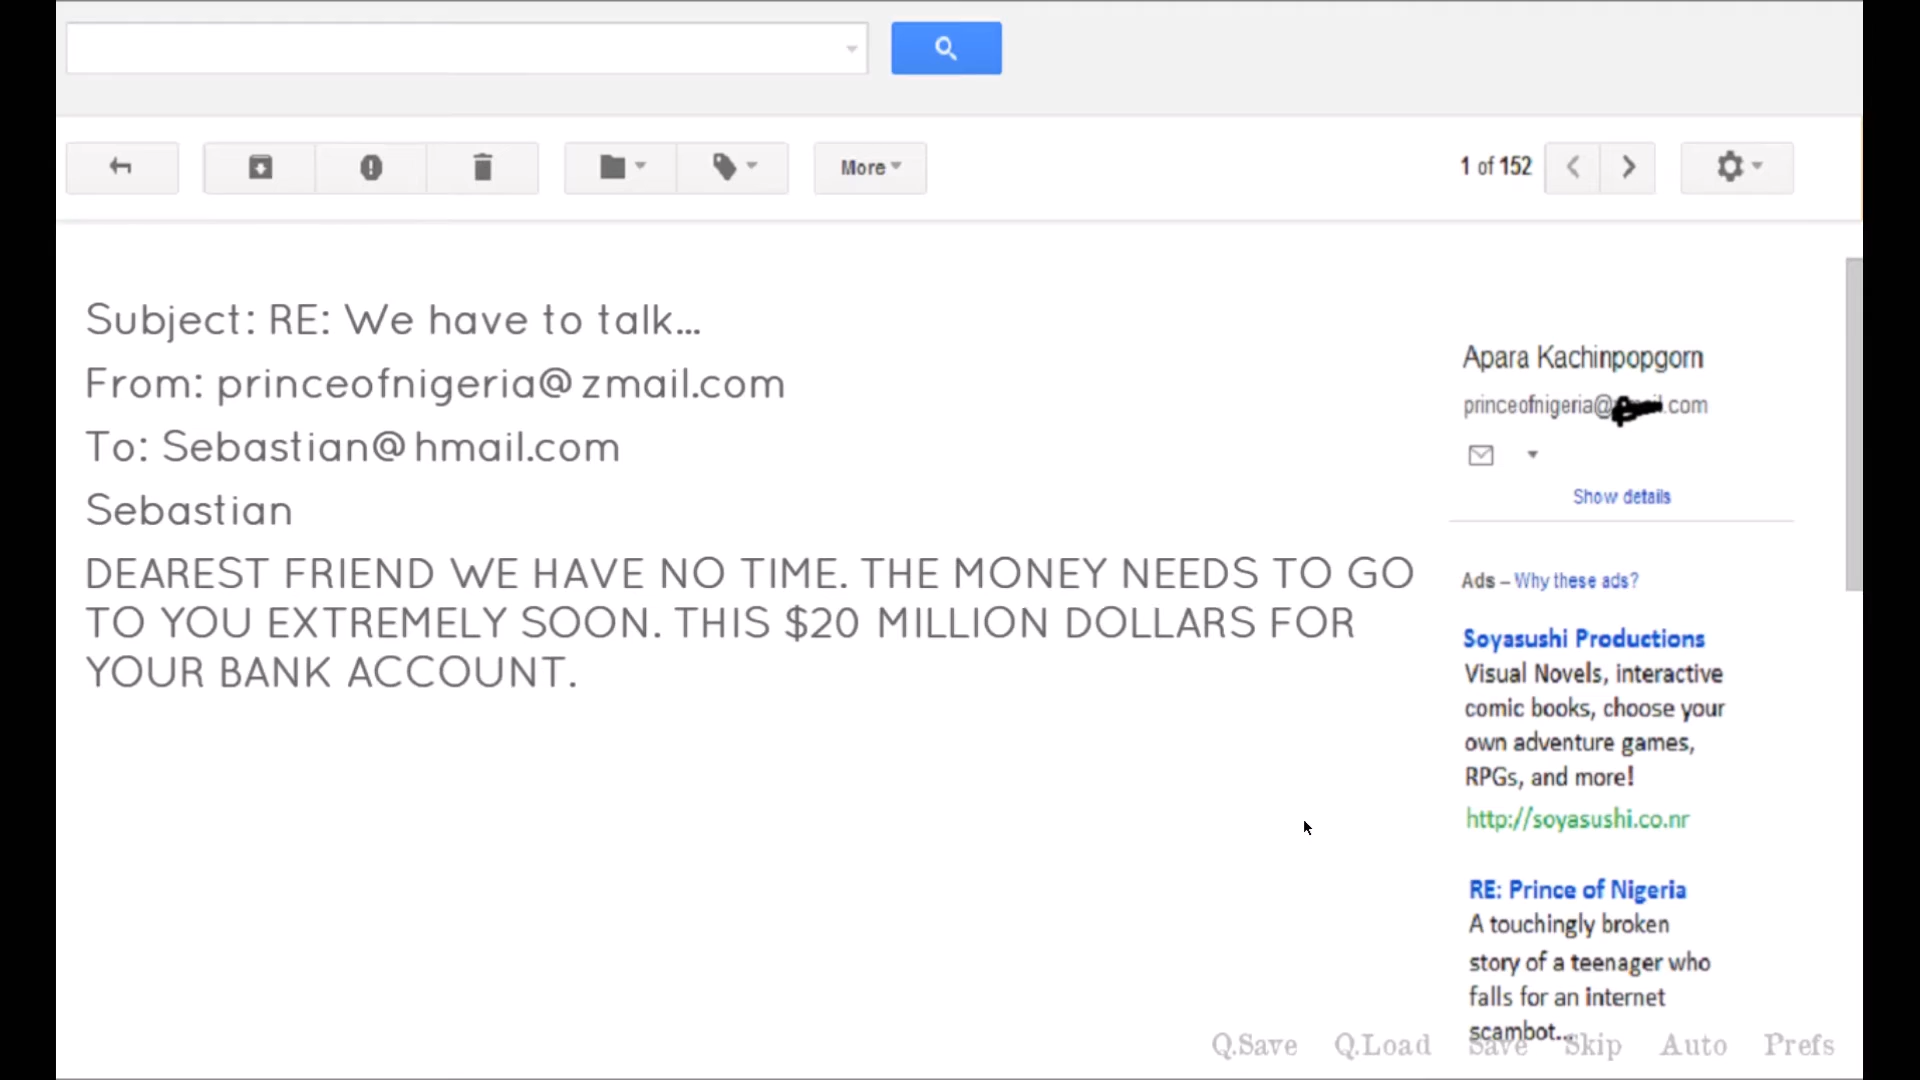 More
1 of 152
Subject: RE: We have to talk...
From: princeofnigeria@zmail.com
To: Sebastian@hmail.com
Sebastian
DEAREST FRIEND WE HAVE NO TIME. THE MONEY NEEDS TO GO
TO YOU EXTREMELY SOON. THIS $20 MILLION DOLLARS FOR
YOUR BANK ACCOUNT.
Apara Kachinpopgorn
princeofnigeria@ .com
Show details
Ads – Why these ads?
Soyasushi Productions
Visual Novels, interactive
comic books, choose your
own adventure games,
RPGs, and more!
http://soyasushi.co.nr
RE: Prince of Nigeria
A touchingly broken
story of a teenager who
falls for an internet
scambot...
Q.Save Q.Load Save Skip Auto Prefs